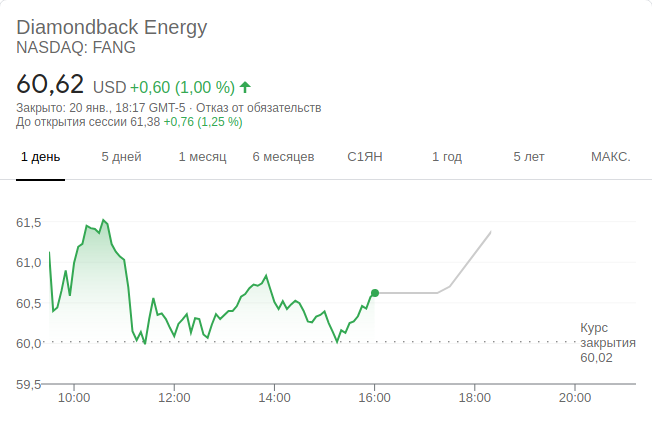 Diamondback Energy
NASDAQ: FANG
60,62 USD +0,60 (1,00 %)
Закрыто: 20 янв., 18:17 GMT-5 · Отказ от обязательств
До открытия сессии 61,38 +0,76 (1,25 %)
1 день 5 дней 1 месяц 6 месяцев С1ЯН 1 год 5 лет МАКС.
61,5
61,0
60,5
60,0
Курс
закрытия
60,02
59,5
10:00 12:00 14:00 16:00 18:00 20:00